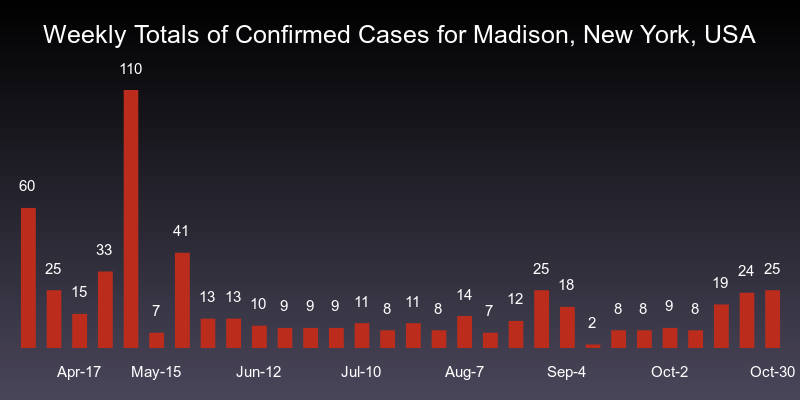 Weekly Totals of Confirmed Cases for Madison, New York, USA
60 25 15 33 110 7 41 13 13 10 9 9 9 11 8 11 8 14 7 12 25 18 2 8 8 9 8 19 24 25
Apr-17 May-15 Jun-12 Jul-10 Aug-7 Sep-4 Oct-2 Oct-30